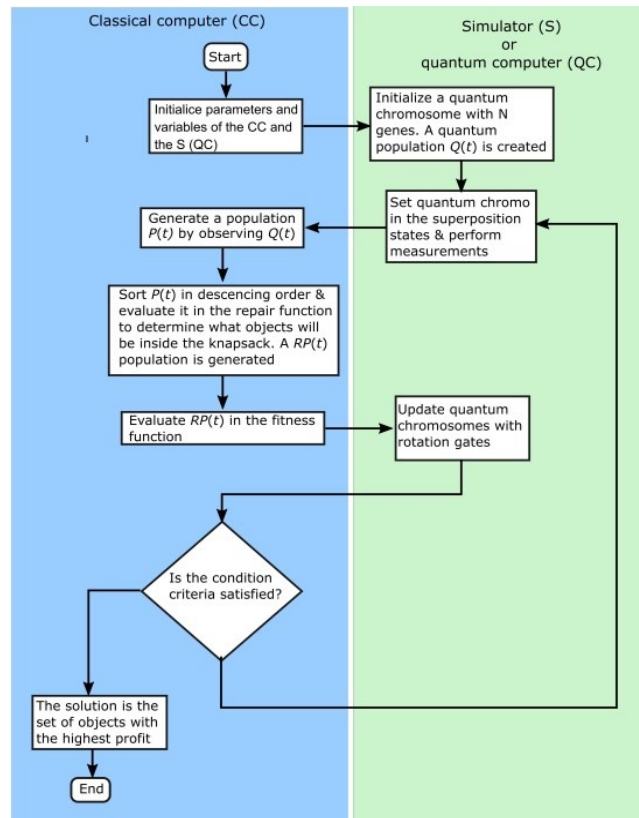 Classical computer (CC)
Simulator (S)
or
quantum computer (QC)
Start
Initialice parameters and
variables of the CC and
the S (QC)
Initialize a quantum
chromosome with N
genes. A quantum
population Q(t) is created
Set quantum chromo
in the superposition
states & perform
measurements
Generate a population
P(t) by observing Q(t)
Sort P(t) in descencing order &
evaluate it in the repair function
to determine what objects will
be inside the knapsack. A RP(t)
population is generated
Evaluate RP(t) in the fitness
function
Update quantum
chromosomes with
rotation gates
Is the condition
criteria satisfied?
The solution is the
set of objects with
the highest profit
End